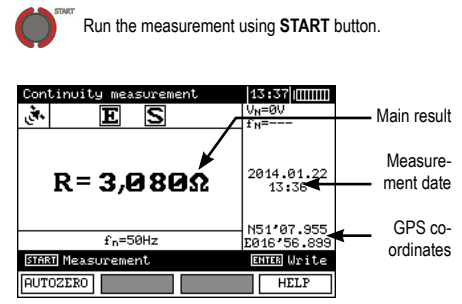 START
Run the measurement using START button.
Continuity measurement 13:37
E S
VN=0V
fN=---
Main result
R= 3,080Ω
2014.01.22
13:36
Measure-
ment date
N51°07.955
E016°56.899
GPS co-
ordinates
fn=50Hz
START Measurement
ENTER Write
AUTOZERO
HELP